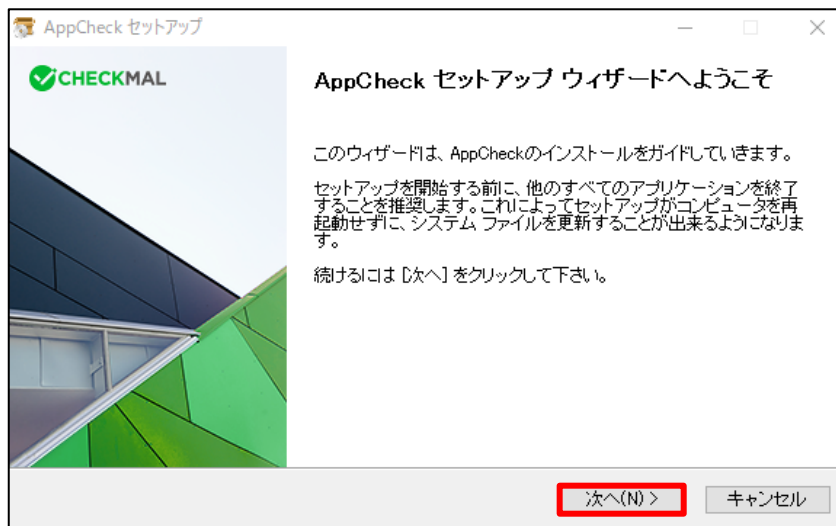 AppCheck セットアップ
CHECKMAL
AppCheck セットアップ ウィザードへようこそ
このウィザードは、AppCheckのインストールをガイドしていきます。
セットアップを開始する前に、他のすべてのアプリケーションを終了
することを推奨します。これによってセットアップがコンピュータを再
起動せずに、システム ファイルを更新することが出来るようになりま
す。
続けるには [次へ] をクリックして下さい。
次へ(N) >
キャンセル